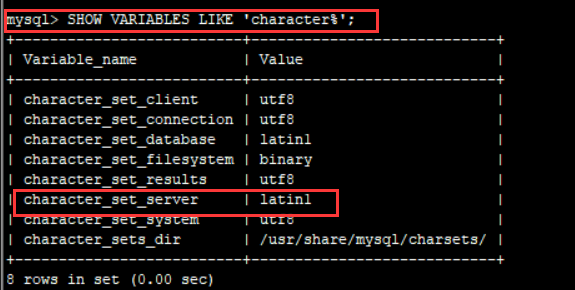 mysql> SHOW VARIABLES LIKE 'character%';
+--------------------------+----------------------------+
| Variable_name | Value |
+--------------------------+----------------------------+
| character_set_client | utf8 |
| character_set_connection | utf8 |
| character_set_database | latin1 |
| character_set_filesystem | binary |
| character_set_results | utf8 |
| character_set_server | latin1 |
| character_set_system | utf8 |
| character_sets_dir | /usr/share/mysql/charsets/ |
+--------------------------+----------------------------+
8 rows in set (0.00 sec)